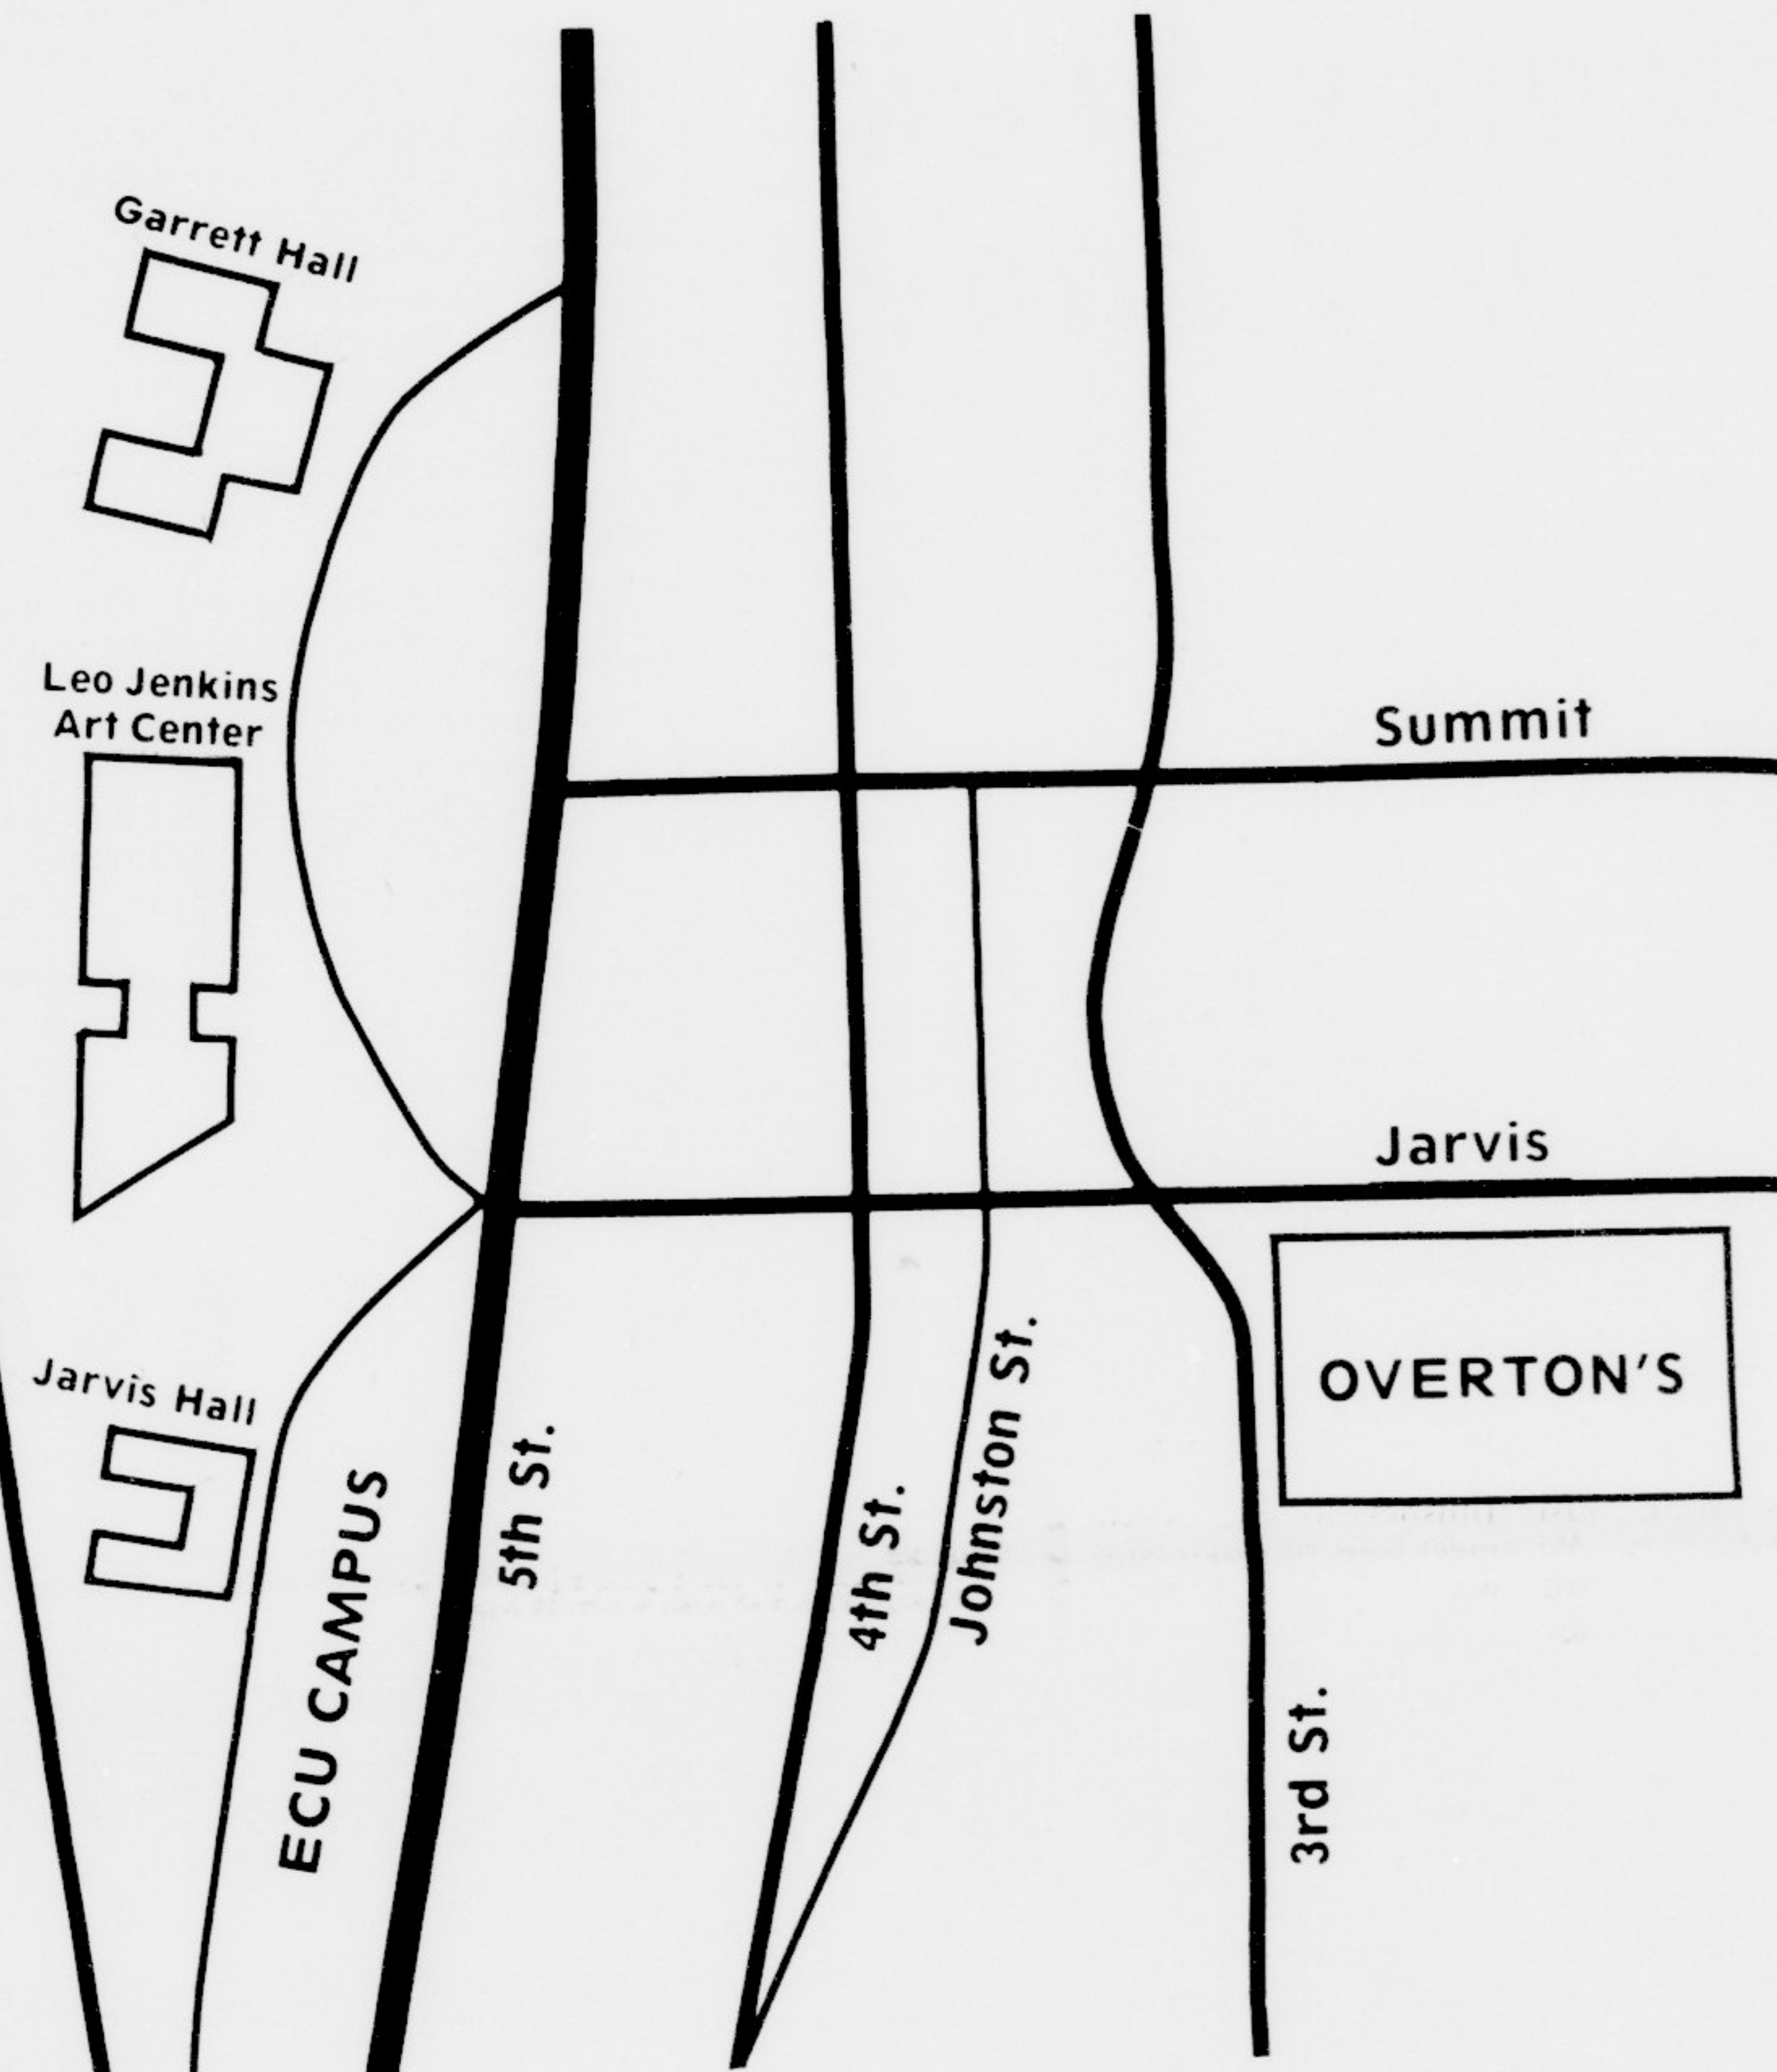 Garrett Hall
Leo Jenkins
Art Center
Summit
Jarvis
OVERTON'S
Jarvis Hall
ECU CAMPUS
5th St.
4th St.
Johnston St.
3rd St.